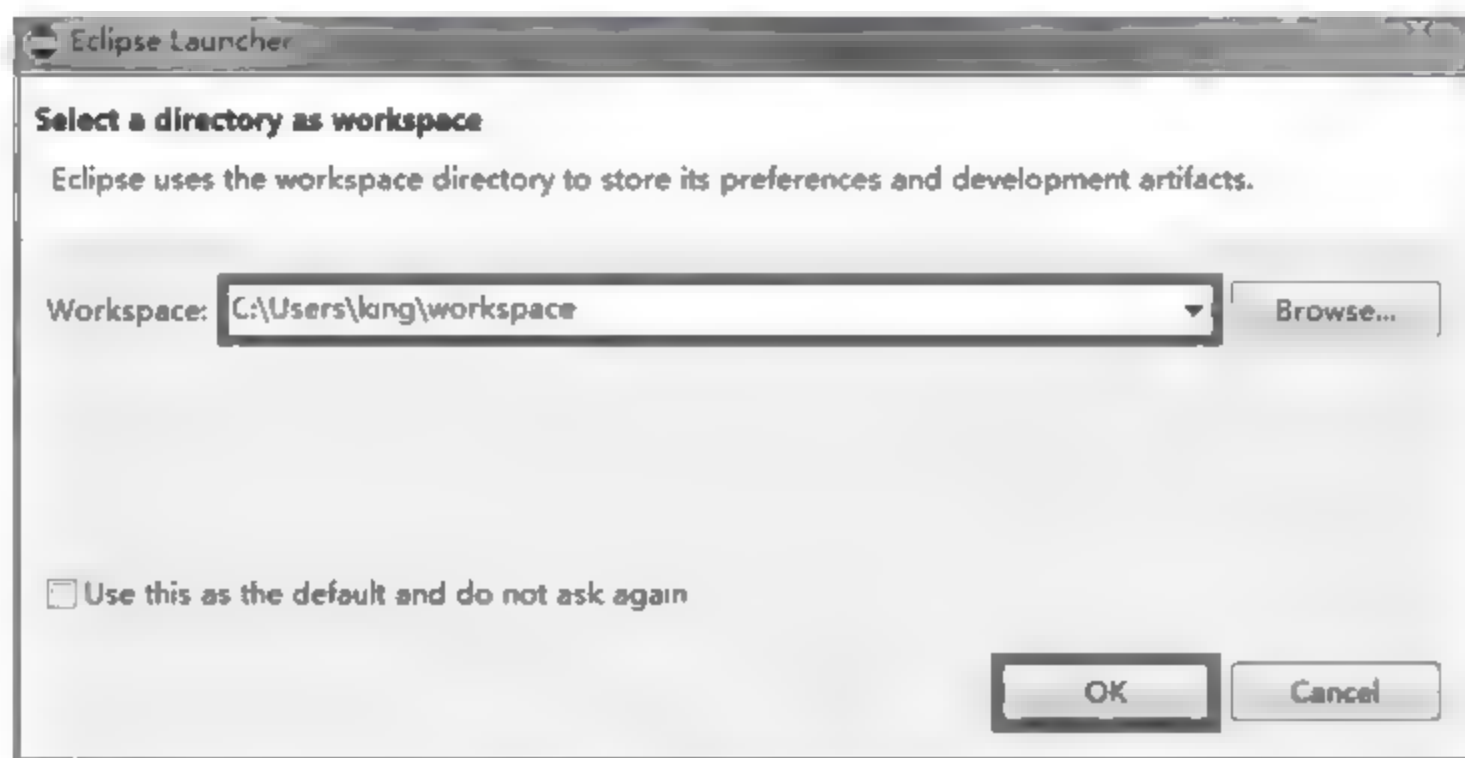 Eclipse Launcher
Select a directory as workspace
Eclipse uses the workspace directory to store its preferences and development artifacts.
Workspace: C:\Users\king\workspace Browse...
Use this as the default and do not ask again
OK Cancel